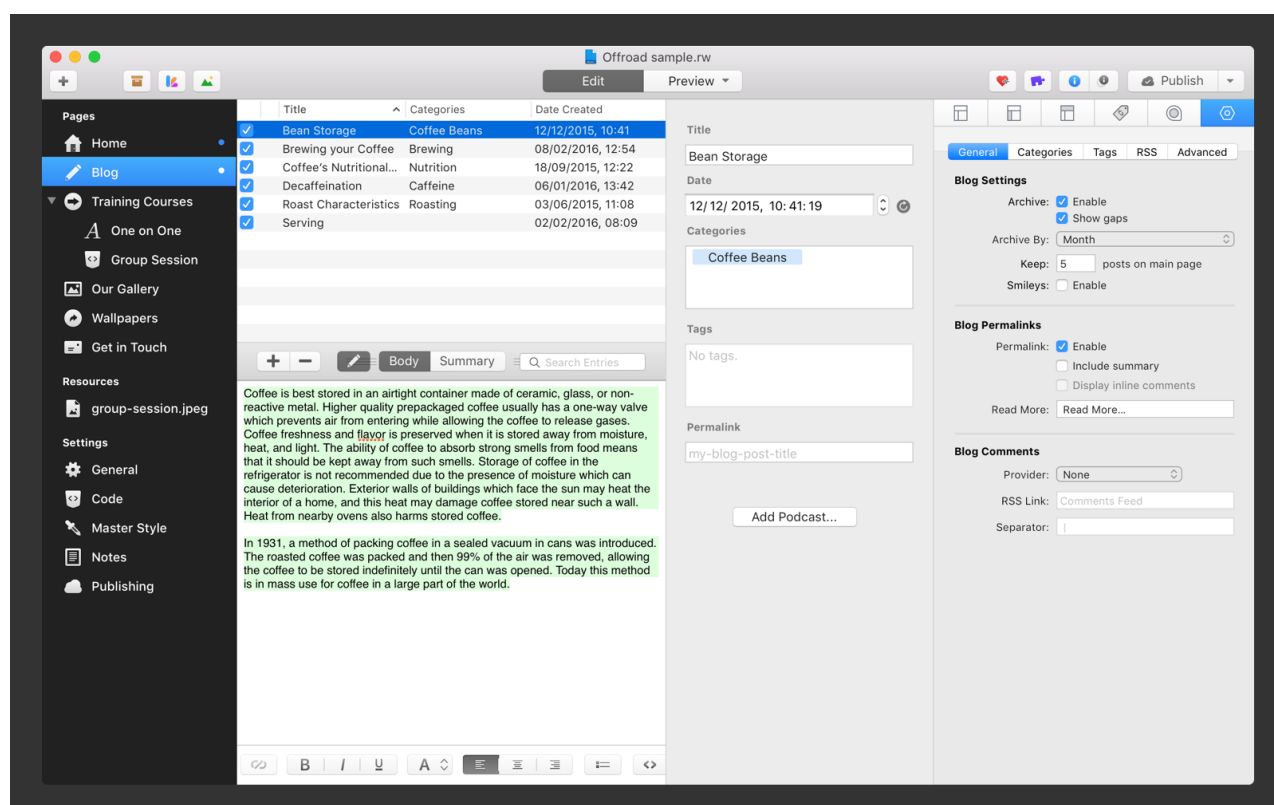 Offroad sample.rw
Edit
Preview
Publish
Pages
Home
Blog
Training Courses
A One on One
Group Session
Our Gallery
Wallpapers
Get in Touch
Resources
group-session.jpeg
Settings
General
Code
Master Style
Notes
Publishing
Title Categories Date Created
Bean Storage Coffee Beans 12/12/2015, 10:41
Brewing your Coffee Brewing 08/02/2016, 12:54
Coffee's Nutritional... Nutrition 18/09/2015, 12:22
Decaffeination Caffeine 06/01/2016, 13:42
Roast Characteristics Roasting 03/06/2015, 11:08
Serving 02/02/2016, 08:09
Body Summary Search Entries
Coffee is best stored in an airtight container made of ceramic, glass, or non-
reactive metal. Higher quality prepackaged coffee usually has a one-way valve
which prevents air from entering while allowing the coffee to release gases.
Coffee freshness and flavor is preserved when it is stored away from moisture,
heat, and light. The ability of coffee to absorb strong smells from food means
that it should be kept away from such smells. Storage of coffee in the
refrigerator is not recommended due to the presence of moisture which can
cause deterioration. Exterior walls of buildings which face the sun may heat the
interior of a home, and this heat may damage coffee stored near such a wall.
Heat from nearby ovens also harms stored coffee.
In 1931, a method of packing coffee in a sealed vacuum in cans was introduced.
The roasted coffee was packed and then 99% of the air was removed, allowing
the coffee to be stored indefinitely until the can was opened. Today this method
is in mass use for coffee in a large part of the world.
B I U A
Title
Bean Storage
Date
12/12/2015, 10:41:19
Categories
Coffee Beans
Tags
No tags.
Permalink
my-blog-post-title
Add Podcast...
General Categories Tags RSS Advanced
Blog Settings
Archive: Enable
Show gaps
Archive By: Month
Keep: 5 posts on main page
Smileys: Enable
Blog Permalinks
Permalink: Enable
Include summary
Display inline comments
Read More: Read More...
Blog Comments
Provider: None
RSS Link: Comments Feed
Separator: |